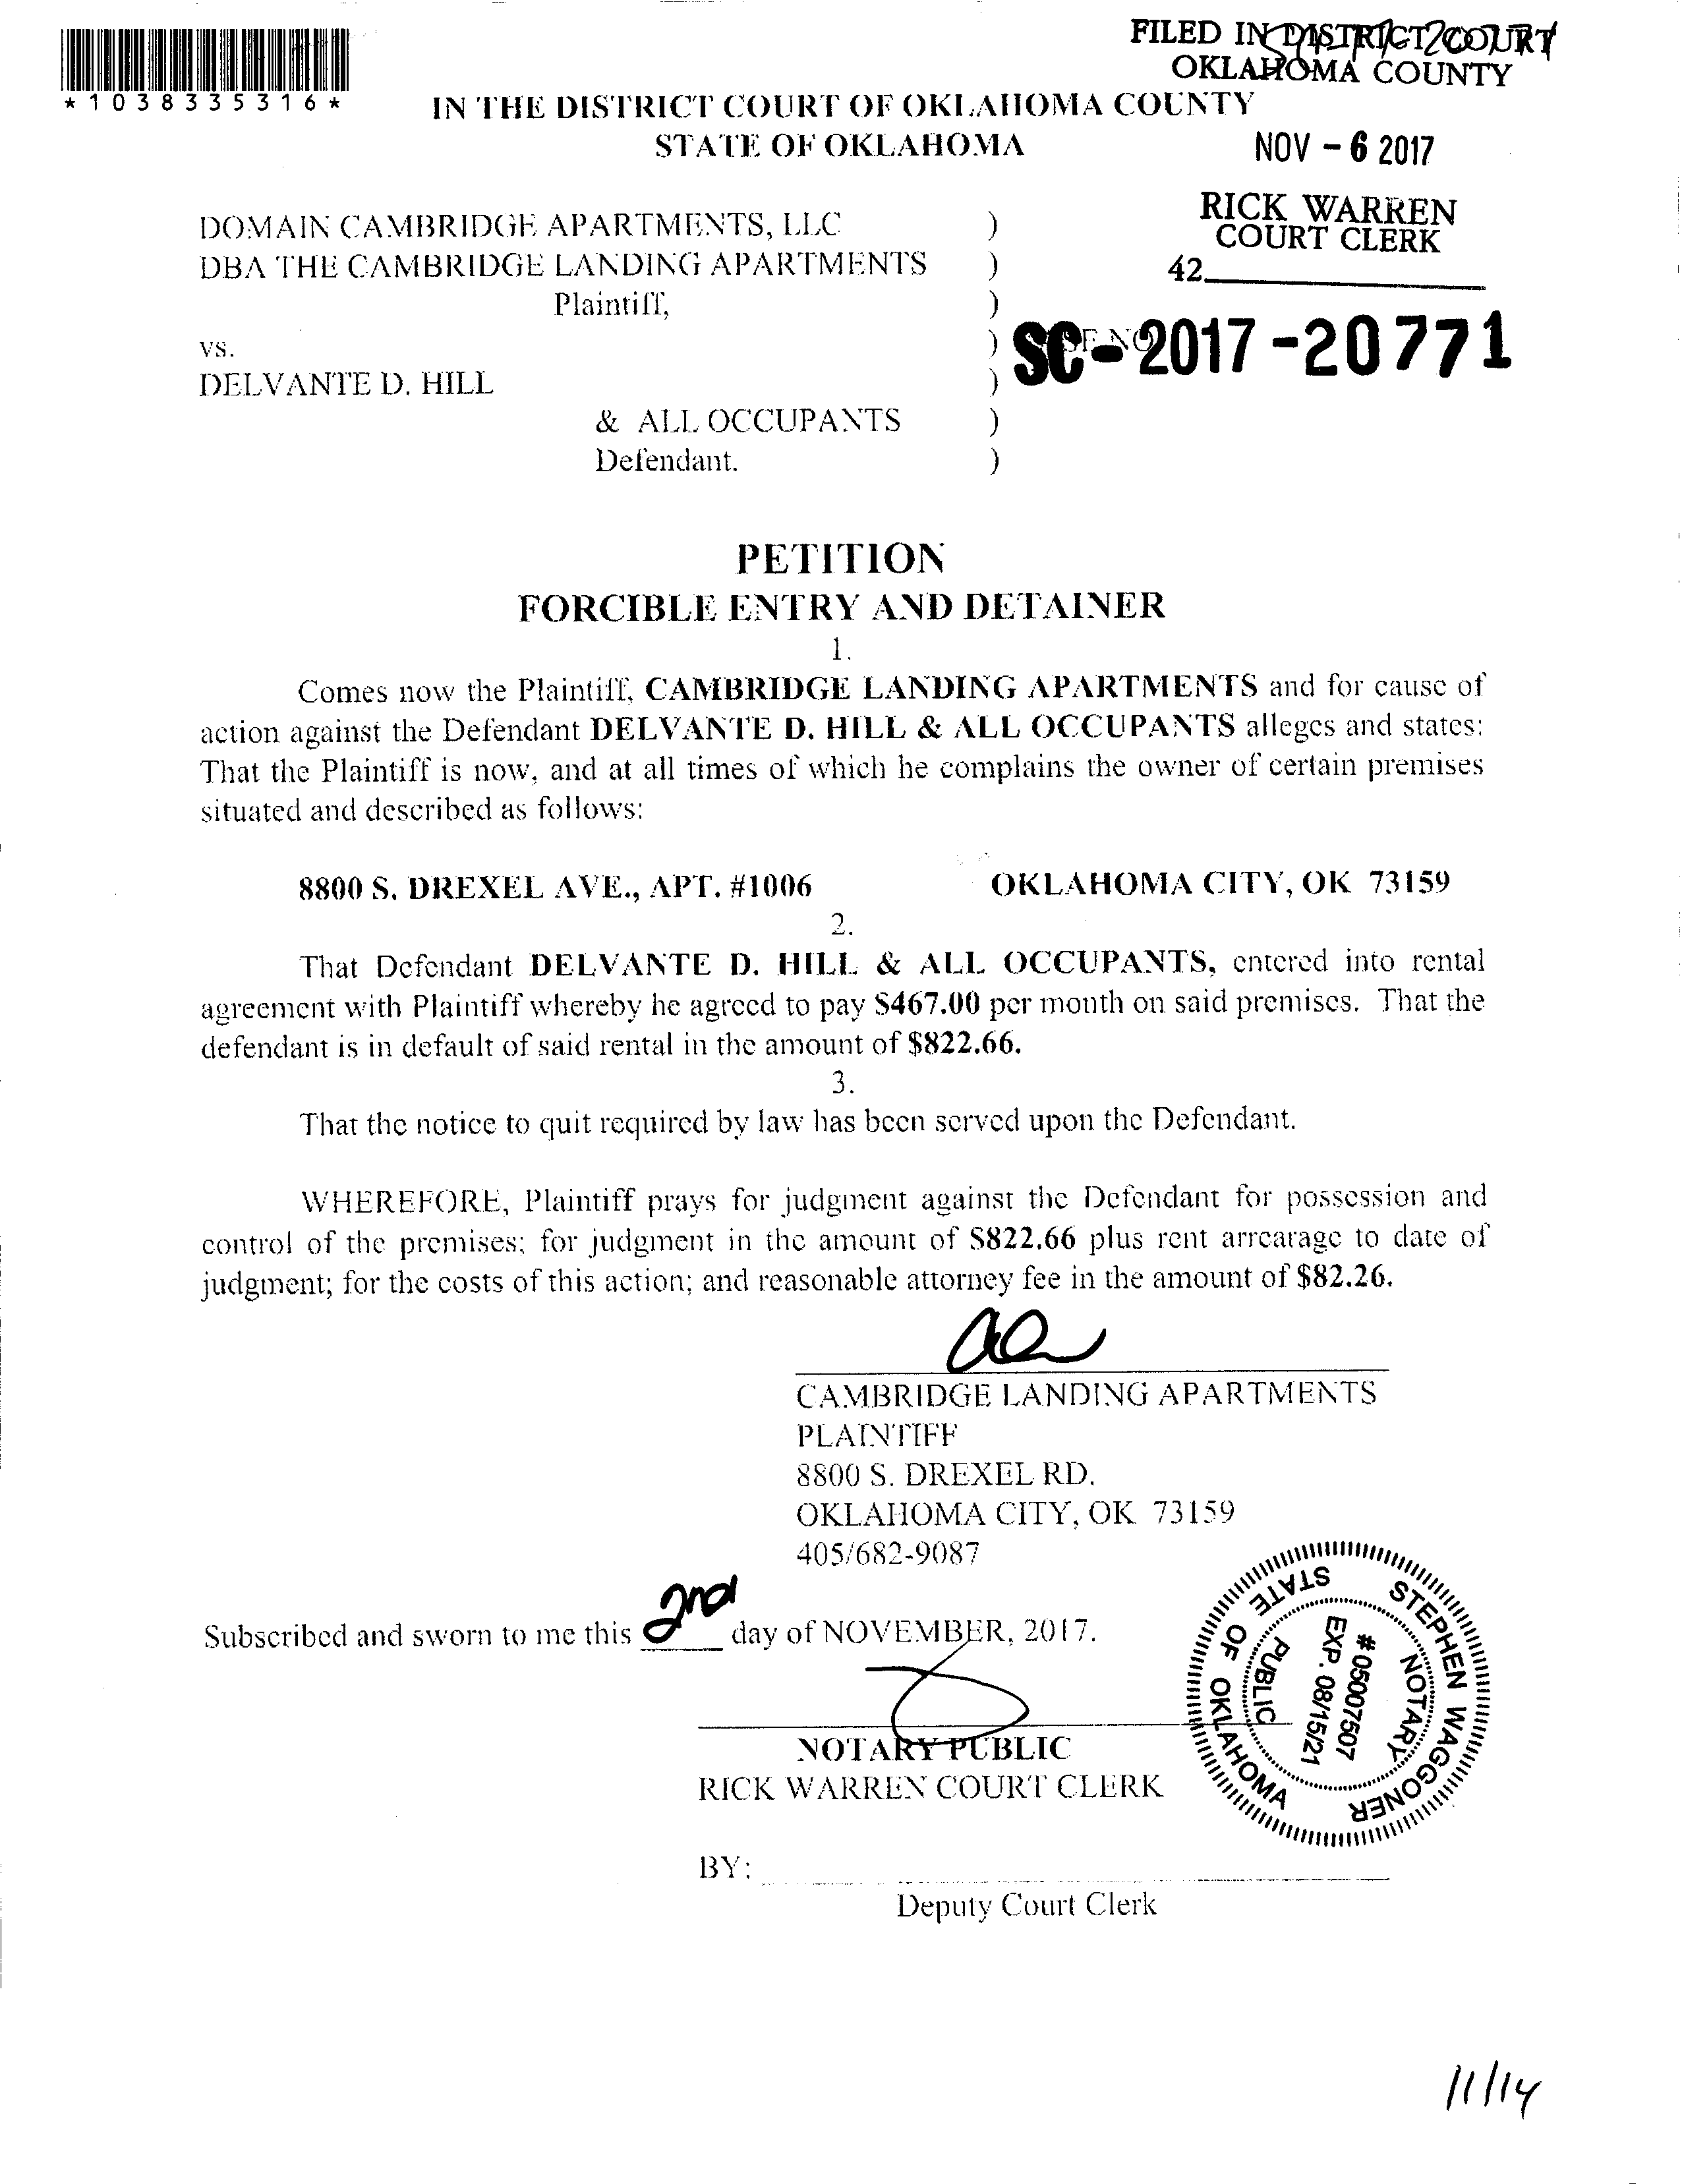 FILED IN DISTRICT COURT
OKLAHOMA COUNTY
*1038335316*
IN THE DISTRICT COURT OF OKLAHOMA COUNTY
STATE OF OKLAHOMA
NOV - 6 2017
RICK WARREN
COURT CLERK
42
DOMAIN CAMBRIDGE APARTMENTS, LLC )
DBA THE CAMBRIDGE LANDING APARTMENTS )
Plaintiff, )
vs. ) SC-2017-20771
DELVANTE D. HILL )
& ALL OCCUPANTS )
Defendant. )
PETITION
FORCIBLE ENTRY AND DETAINER
1.
Comes now the Plaintiff, CAMBRIDGE LANDING APARTMENTS and for cause of
action against the Defendant DELVANTE D. HILL & ALL OCCUPANTS alleges and states:
That the Plaintiff is now, and at all times of which he complains the owner of certain premises
situated and described as follows:
8800 S. DREXEL AVE., APT. #1006 OKLAHOMA CITY, OK 73159
2.
That Defendant DELVANTE D. HILL & ALL OCCUPANTS, entered into rental
agreement with Plaintiff whereby he agreed to pay $467.00 per month on said premises. That the
defendant is in default of said rental in the amount of $822.66.
3.
That the notice to quit required by law has been served upon the Defendant.
WHEREFORE, Plaintiff prays for judgment against the Defendant for possession and
control of the premises; for judgment in the amount of $822.66 plus rent arrearage to date of
judgment; for the costs of this action; and reasonable attorney fee in the amount of $82.26.
CAMBRIDGE LANDING APARTMENTS
PLAINTIFF
8800 S. DREXEL RD.
OKLAHOMA CITY, OK 73159
405/682-9087
Subscribed and sworn to me this 2nd day of NOVEMBER, 2017.
NOTARY PUBLIC
RICK WARREN COURT CLERK
BY:
Deputy Court Clerk
STEPHEN WAGGONER
NOTARY
# 05007507
EXP. 08/15/21
PUBLIC
STATE OF OKLAHOMA
11/14